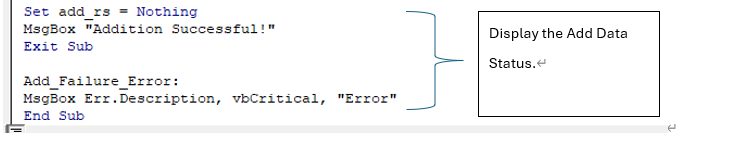 Set add_rs = Nothing
MsgBox "Addition Successful!"
Exit Sub
Add_Failure_Error:
MsgBox Err.Description, vbCritical, "Error"
End Sub
Display the Add Data
Status.